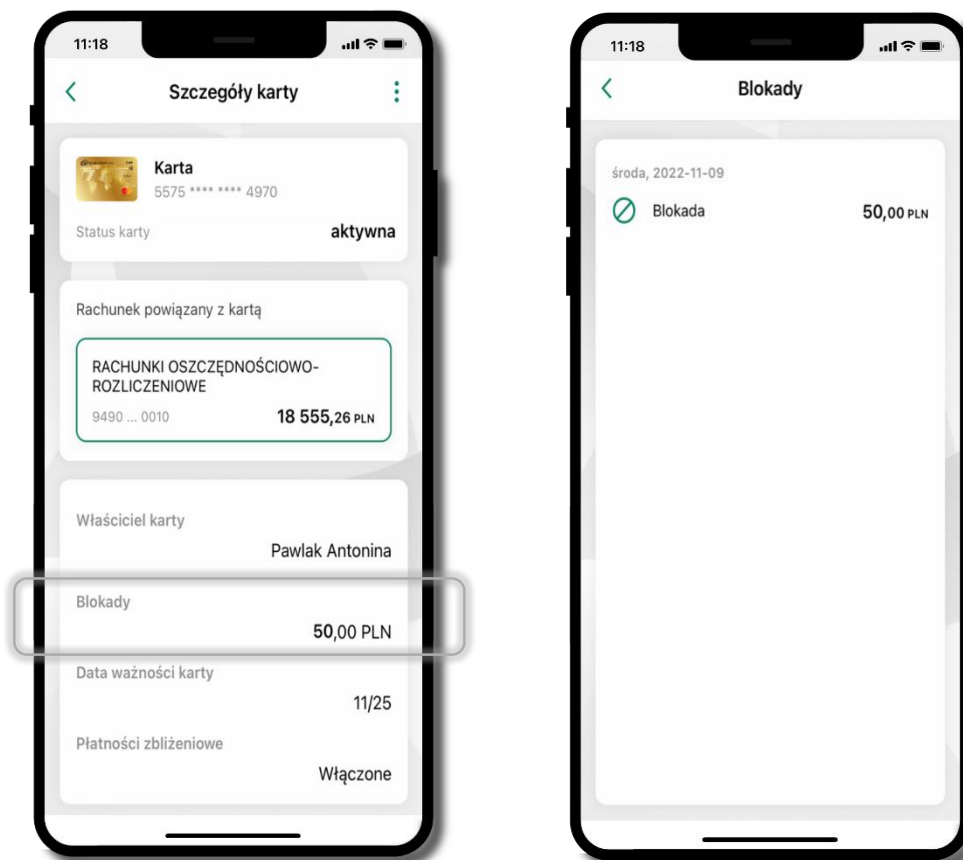 11:18
Szczegóły karty
Karta
5575 **** **** 4970
Status karty aktywna
Rachunek powiązany z kartą
RACHUNKI OSZCZĘDNOŚCIOWO-
ROZLICZENIOWE
9490 ... 0010 18 555,26 PLN
Właściciel karty
Pawlak Antonina
Blokady
50,00 PLN
Data ważności karty
11/25
Płatności zbliżeniowe
Włączone
11:18
Blokady
środa, 2022-11-09
Blokada 50,00 PLN